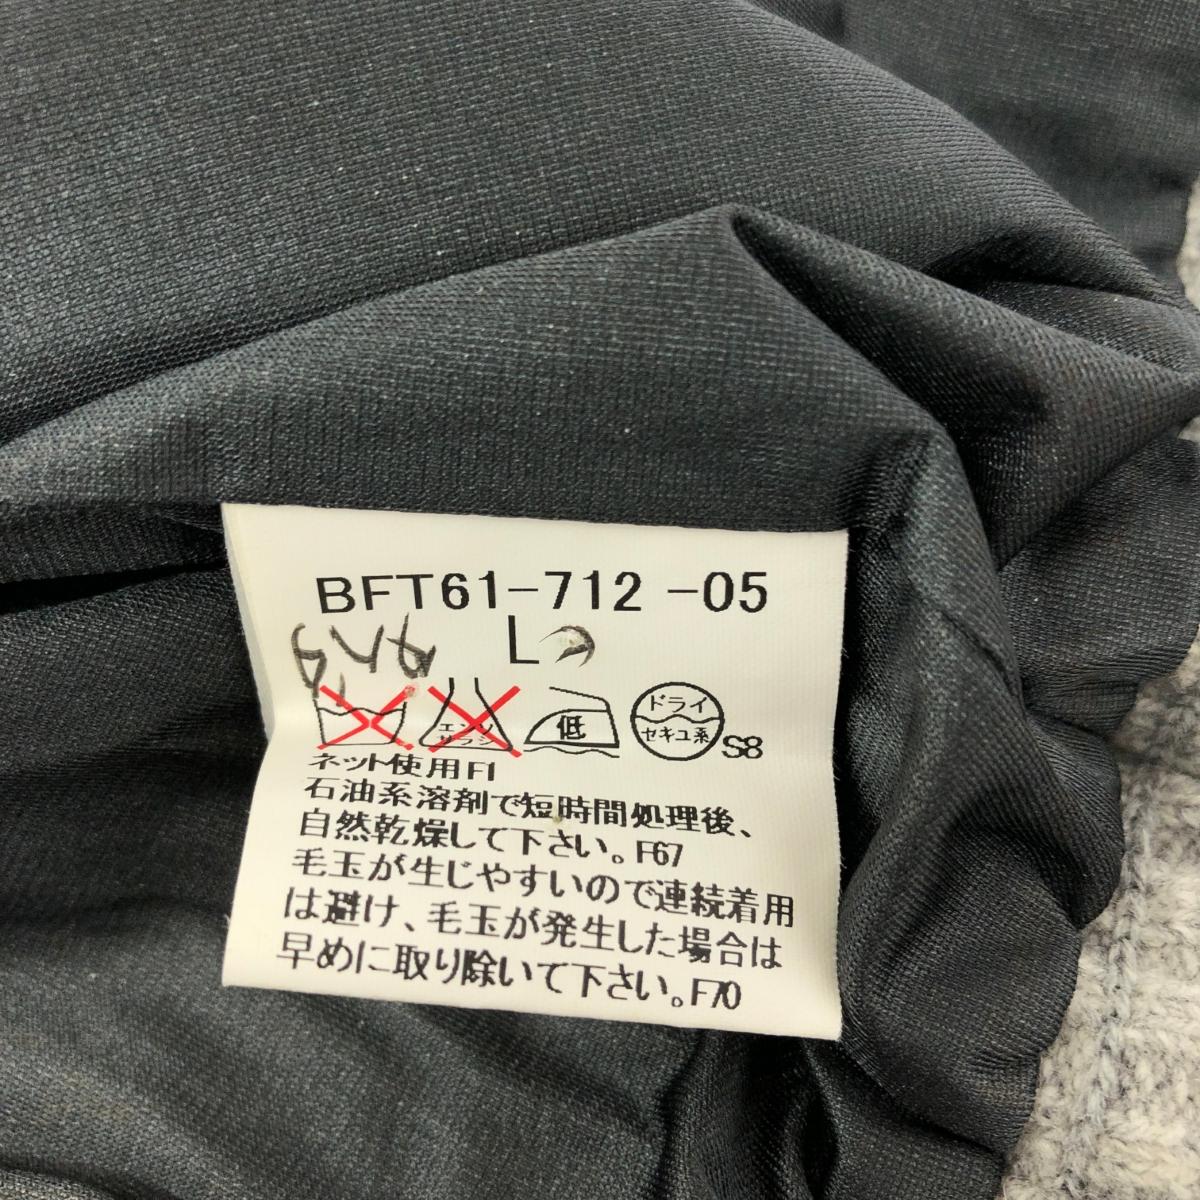 BFT61-712 -05
L
エンソ
サラシ
低
ドライ
セキユ系
S8
ネット使用F1
石油系溶剤で短時間処理後、
自然乾燥して下さい。F67
毛玉が生じやすいので連続着用
は避け、毛玉が発生した場合は
早めに取り除いて下さい。F70